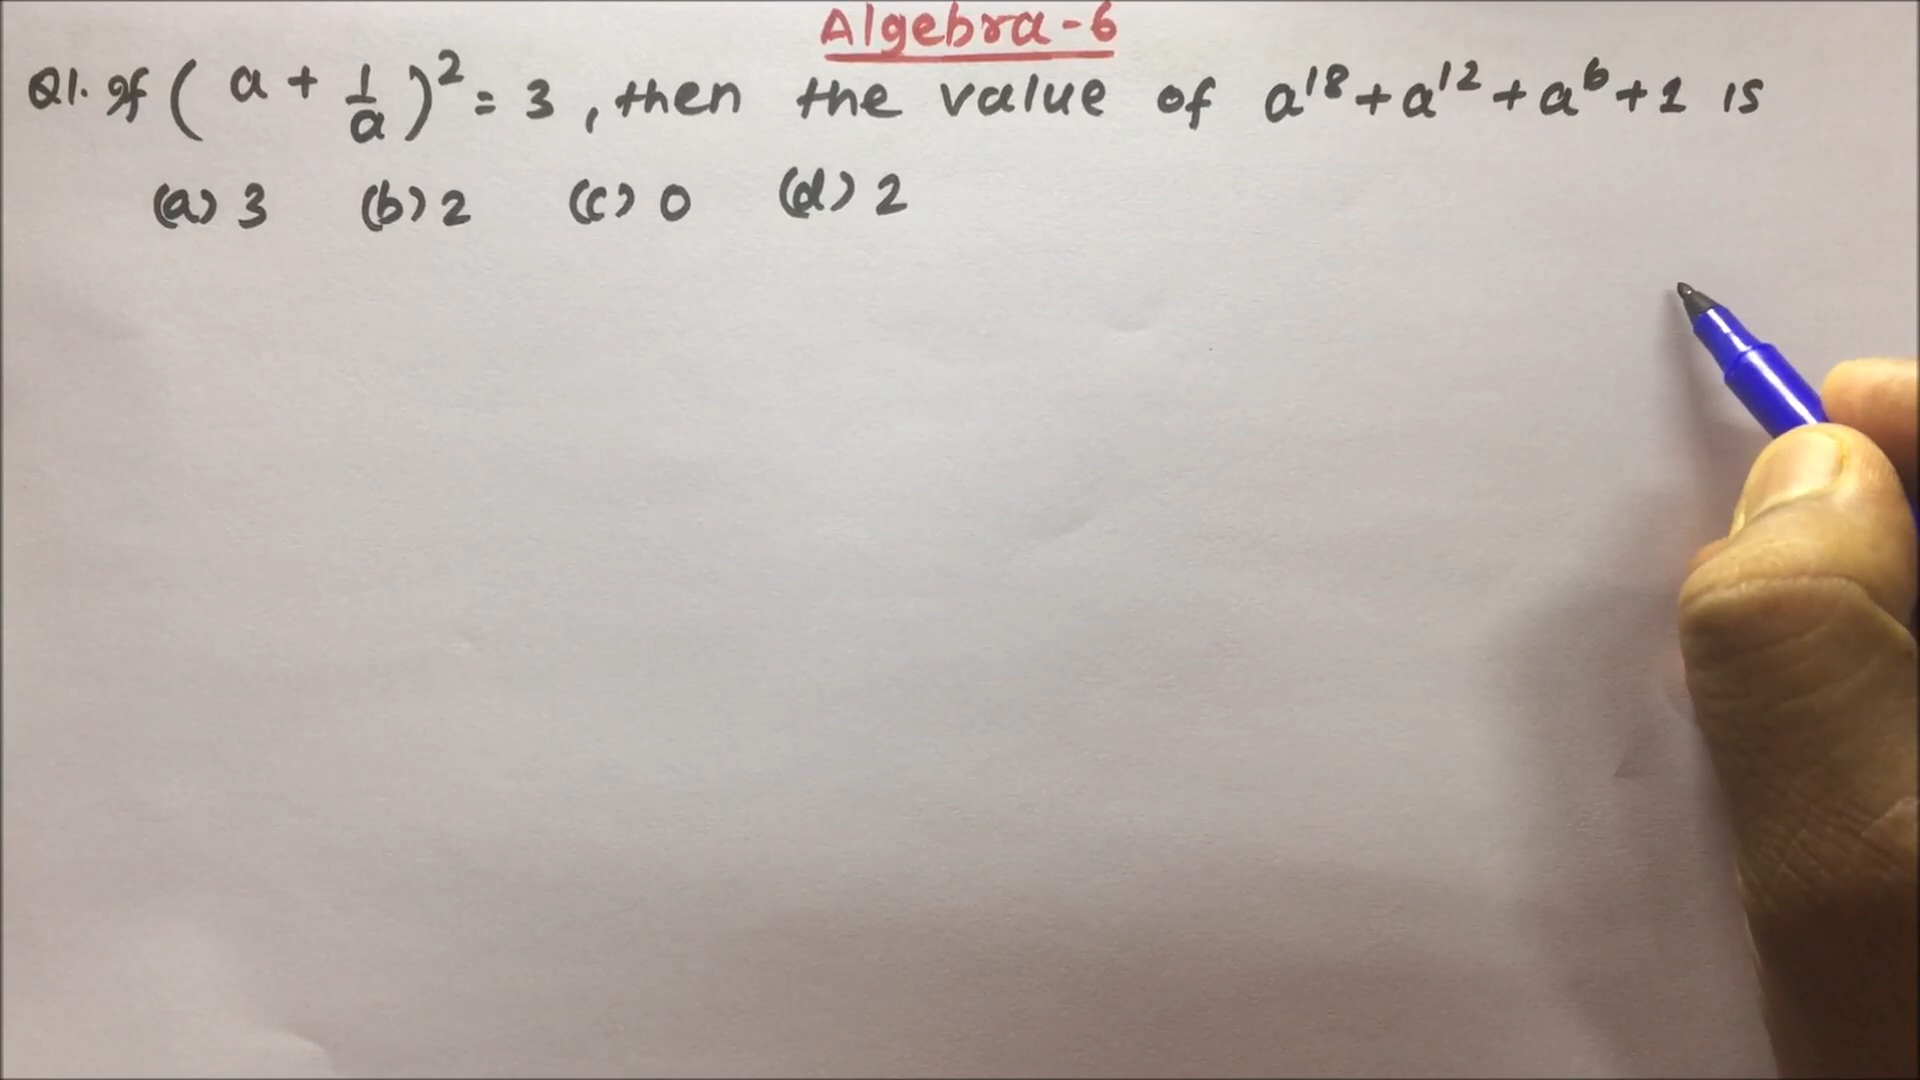 Algebra-6
Q1. If (a + 1/a)² = 3, then the value of a¹⁸ + a¹² + a⁶ + 1 is
(a) 3 (b) 2 (c) 0 (d) 2